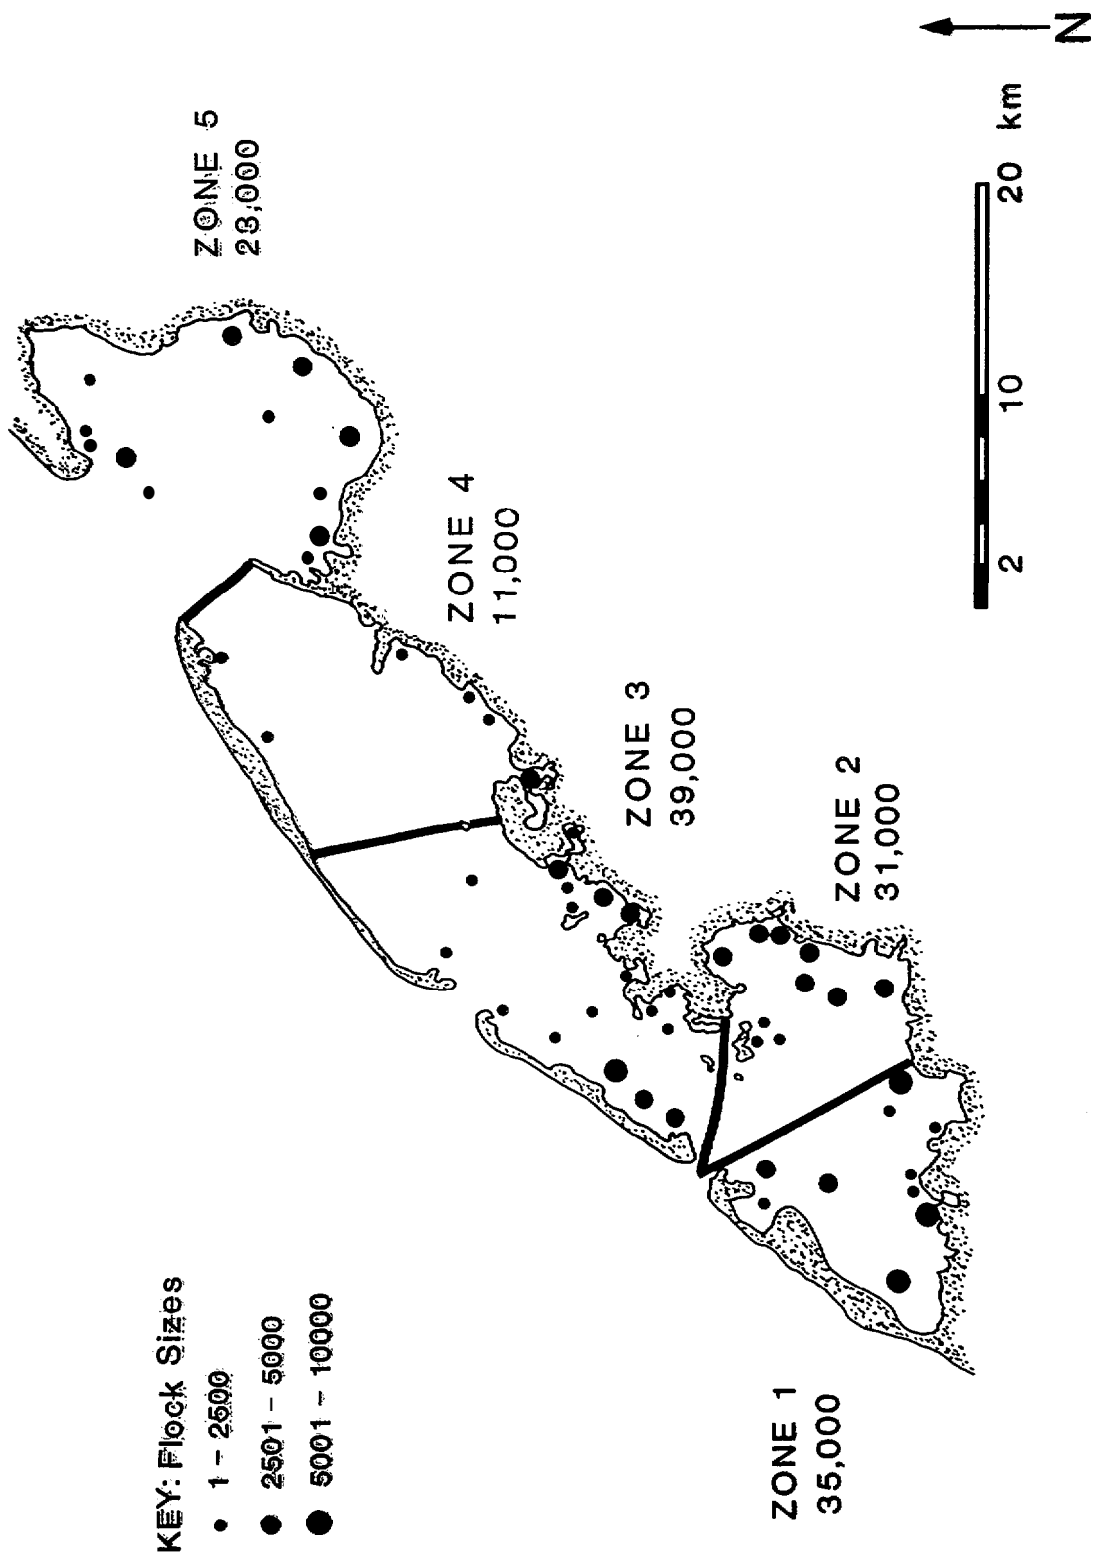 KEY: Flock Sizes
1 - 2500
2501 - 5000
5001 - 10000
ZONE 1
35,000
ZONE 2
31,000
ZONE 3
39,000
ZONE 4
11,000
ZONE 5
23,000
2 10 20 km
N